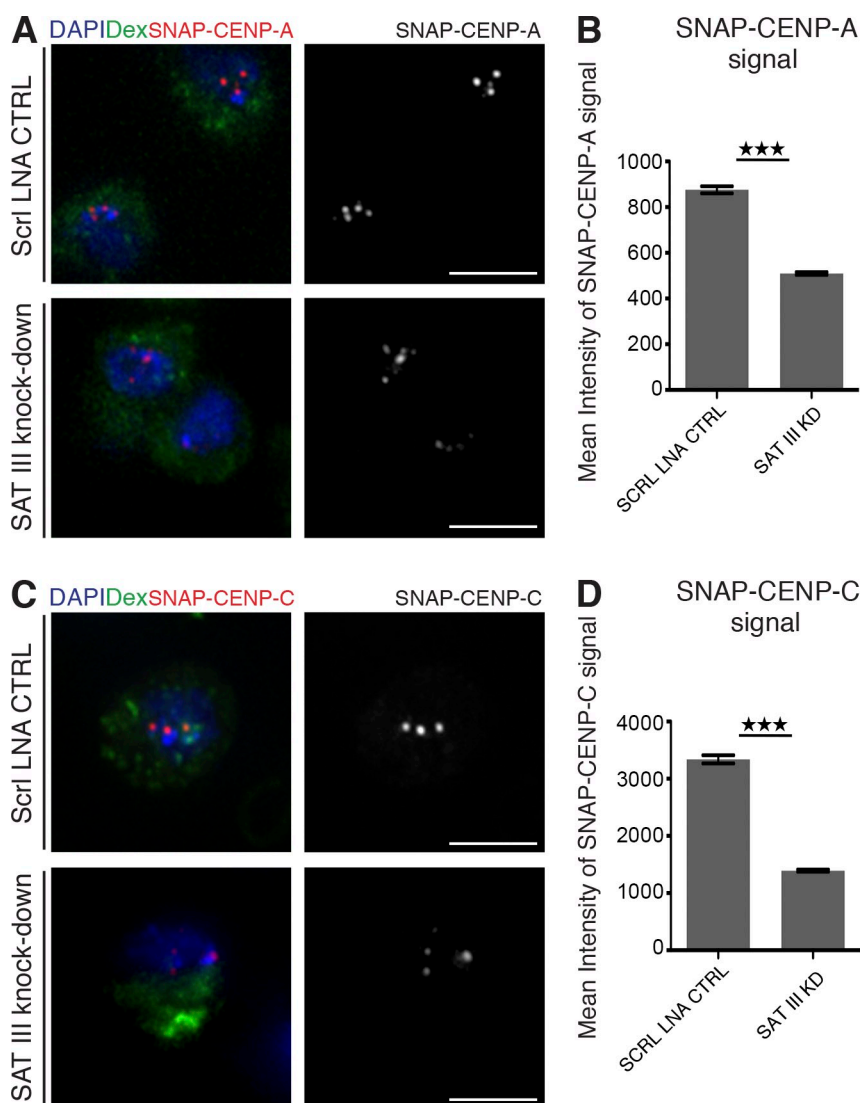 A
DAPIDexSNAP-CENP-A
SNAP-CENP-A
Scrl LNA CTRL
SAT III knock-down
B
SNAP-CENP-A
signal
Mean Intensity of SNAP-CENP-A signal
★★★
1000
800
600
400
200
0
SCRL LNA CTRL
SAT III KD
C
DAPIDexSNAP-CENP-C
SNAP-CENP-C
Scrl LNA CTRL
SAT III knock-down
D
SNAP-CENP-C
signal
Mean Intensity of SNAP-CENP-C signal
★★★
4000
3000
2000
1000
0
SCRL LNA CTRL
SAT III KD